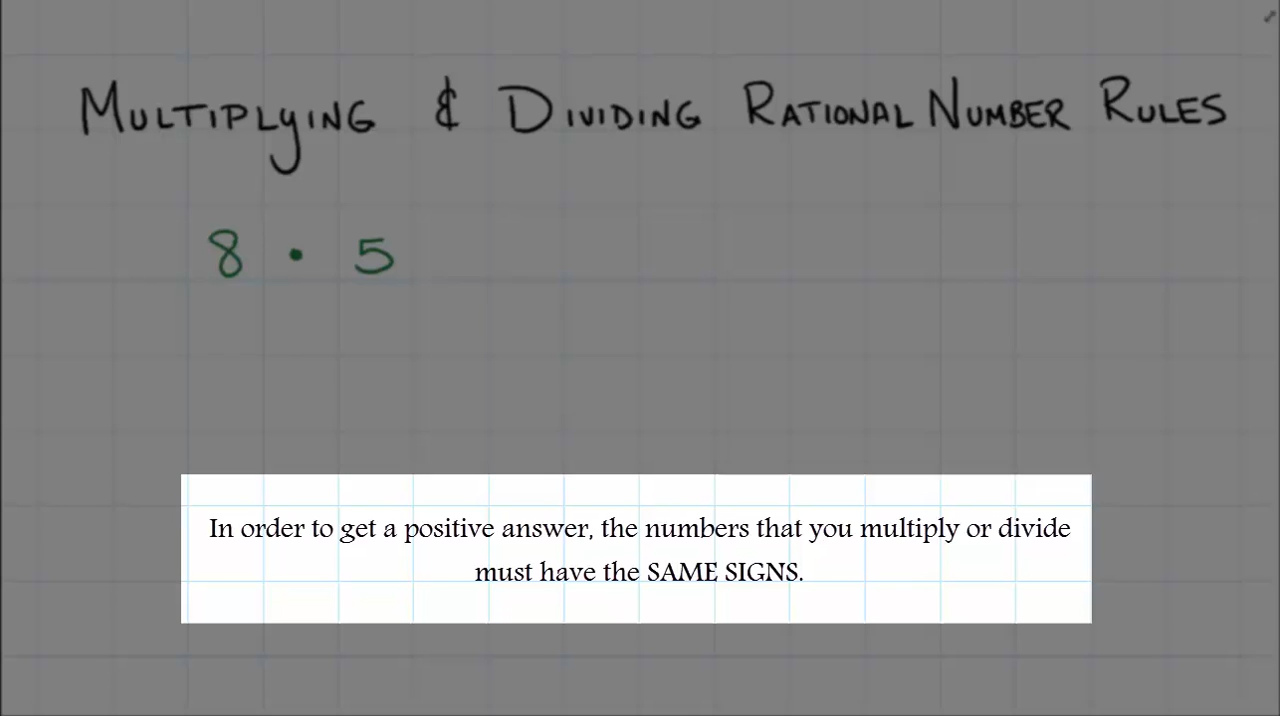 MULTIPLYING & DIVIDING RATIONAL NUMBER RULES
8 • 5
In order to get a positive answer, the numbers that you multiply or divide
must have the SAME SIGNS.